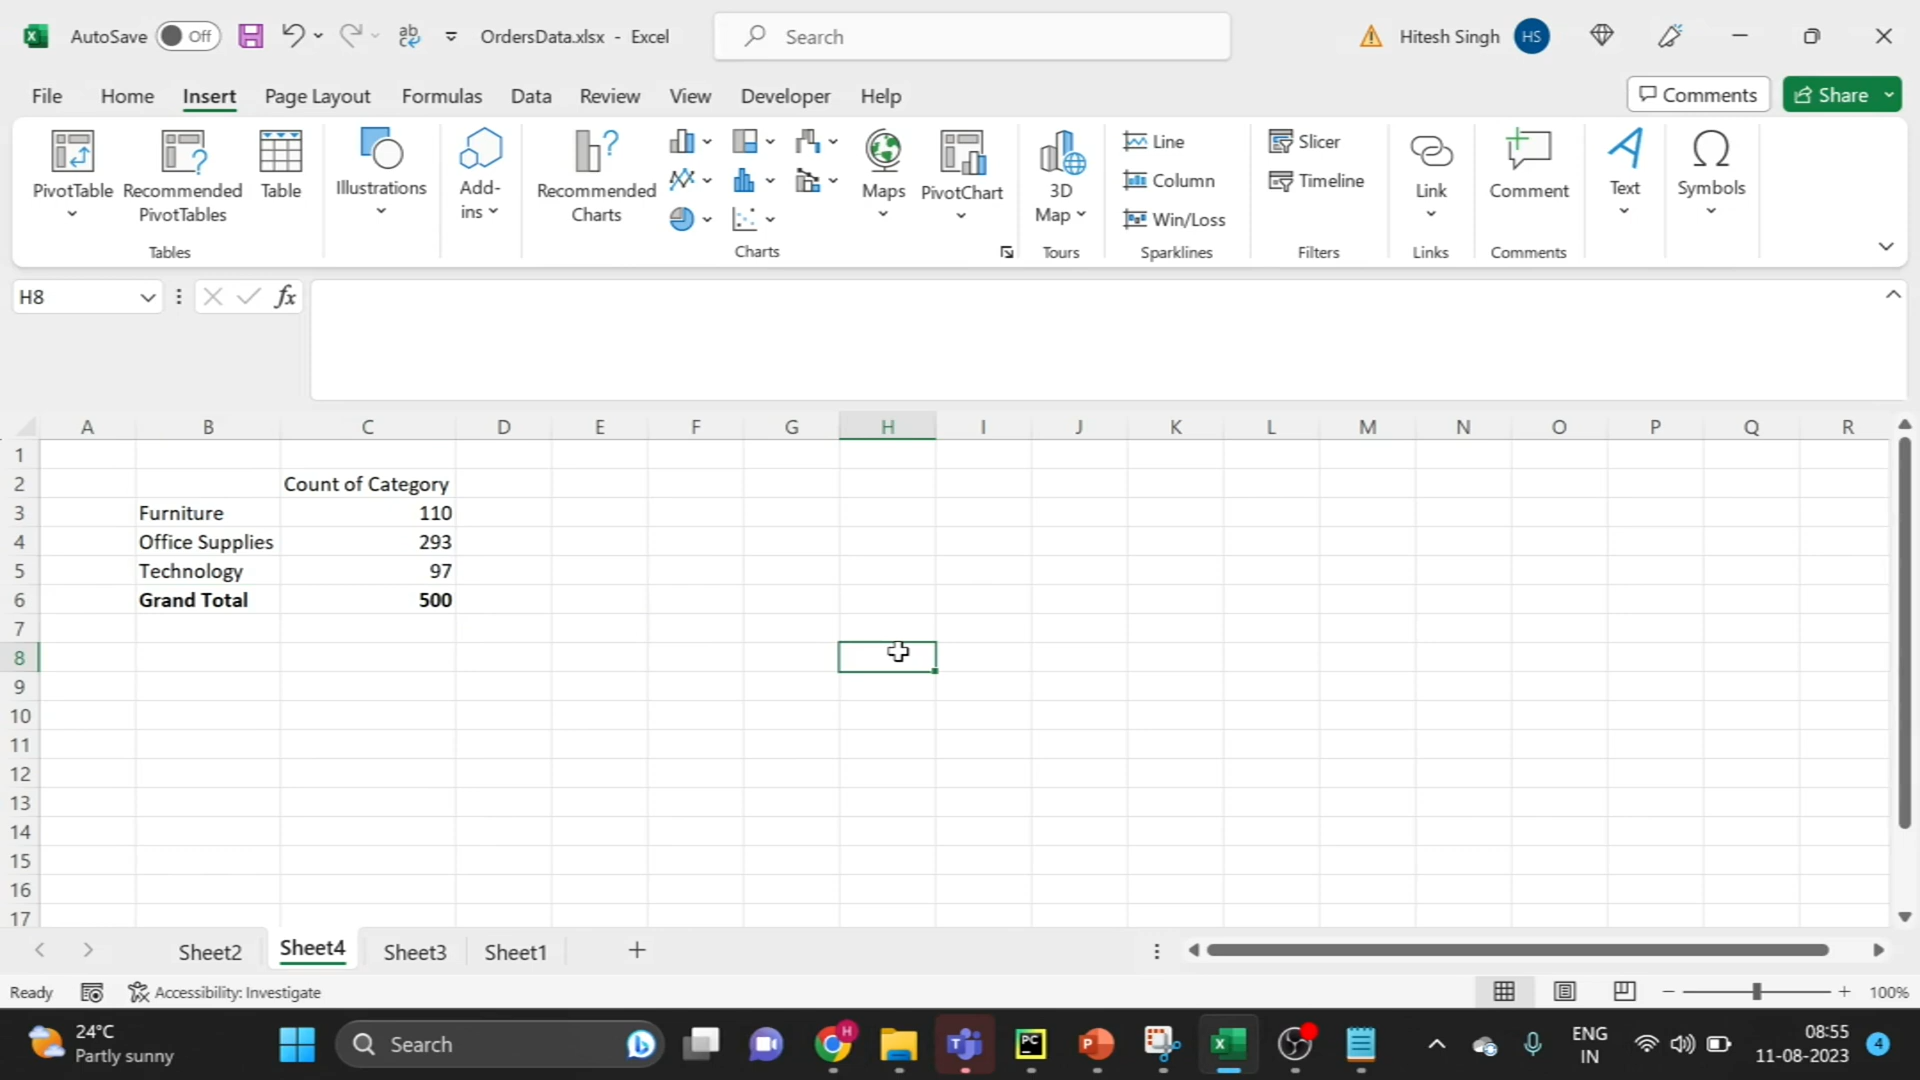 AutoSave Off OrdersData.xlsx - Excel Search Hitesh Singh HS
File Home Insert Page Layout Formulas Data Review View Developer Help Comments Share
PivotTable Recommended PivotTables Table Illustrations Add-ins Recommended Charts Maps PivotChart 3D Map Line Column Win/Loss Slicer Timeline Link Comment Text Symbols
Tables Charts Tours Sparklines Filters Links Comments
H8 fx
A B C D E F G H I J K L M N O P Q R
1
2 Count of Category
3 Furniture 110
4 Office Supplies 293
5 Technology 97
6 Grand Total 500
7
8
9
10
11
12
13
14
15
16
17
Sheet2 Sheet4 Sheet3 Sheet1 +
Ready Accessibility: Investigate 100%
24°C
Partly sunny
Search
H
PC
P
X
ENG
IN
08:55
11-08-2023
4